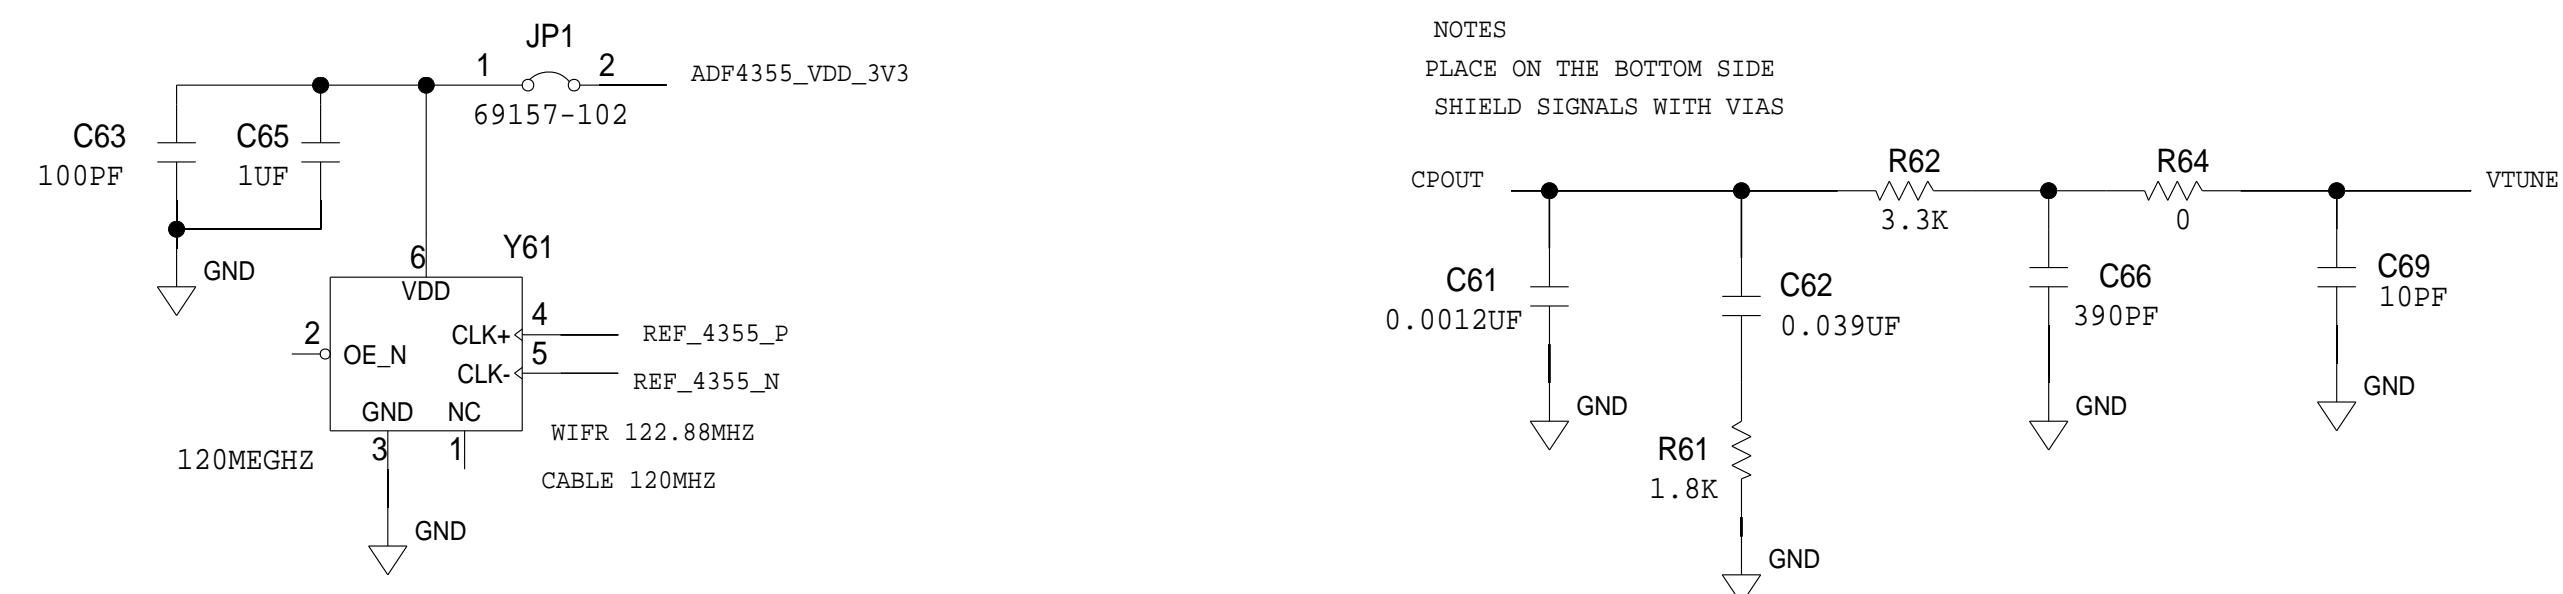 JP1
1
2
ADF4355_VDD_3V3
69157-102
C63
100PF
C65
1UF
GND
6
Y61
VDD
2
OE_N
CLK+
4
REF_4355_P
CLK-
5
REF_4355_N
GND
NC
3
1
120MEGHZ
WIFR 122.88MHZ
CABLE 120MHZ
GND
NOTES
PLACE ON THE BOTTOM SIDE
SHIELD SIGNALS WITH VIAS
CPOUT
R62
3.3K
R64
0
VTUNE
C61
0.0012UF
GND
C62
0.039UF
R61
1.8K
GND
C66
390PF
GND
C69
10PF
GND